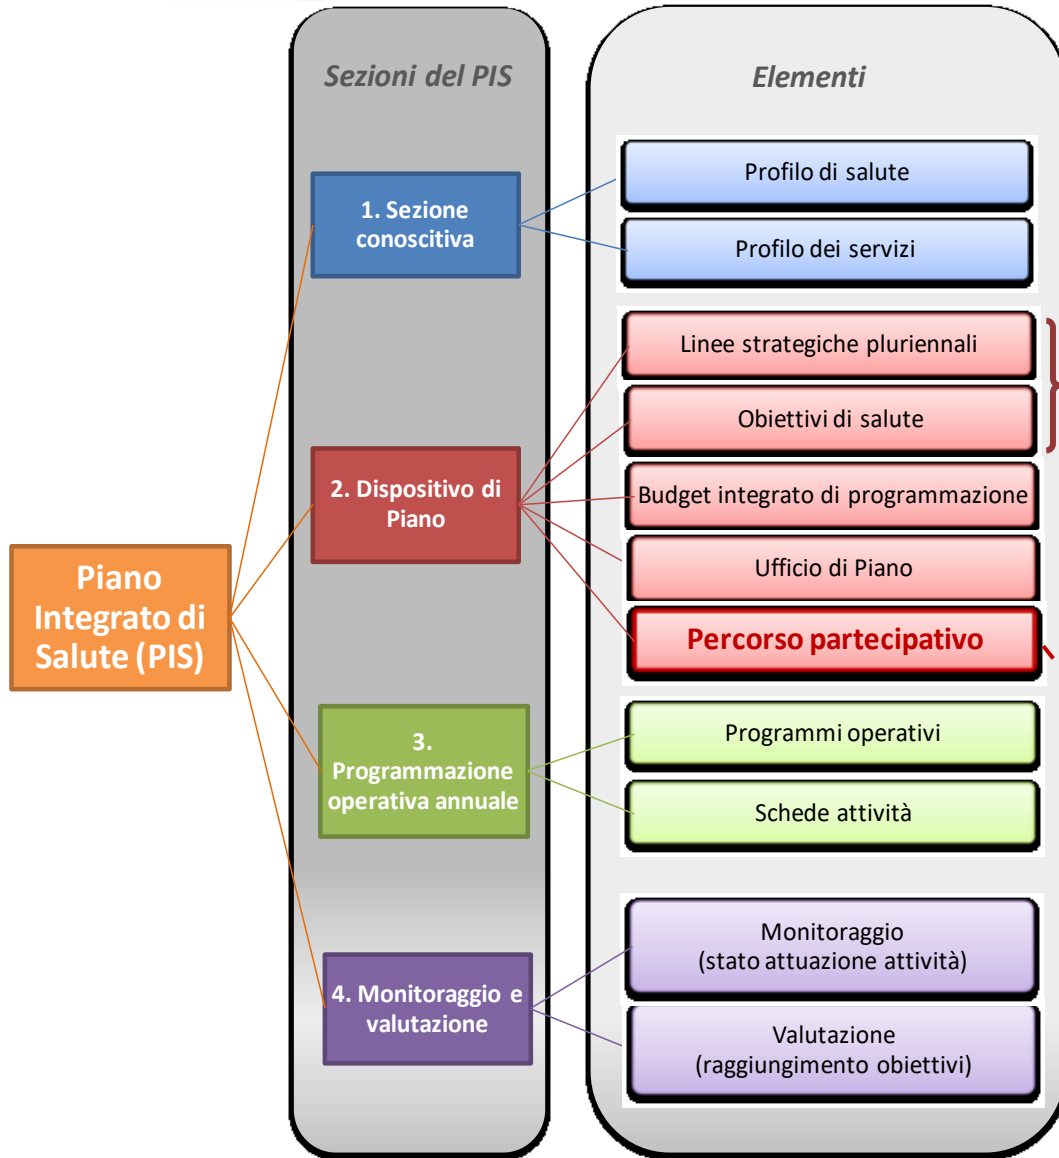 Sezioni del PIS
Elementi
Piano
Integrato di
Salute (PIS)
1. Sezione
conoscitiva
Profilo di salute
Profilo dei servizi
2. Dispositivo di
Piano
Linee strategiche pluriennali
Obiettivi di salute
Budget integrato di programmazione
Ufficio di Piano
Percorso partecipativo
3.
Programmazione
operativa annuale
Programmi operativi
Schede attività
4. Monitoraggio e
valutazione
Monitoraggio
(stato attuazione attività)
Valutazione
(raggiungimento obiettivi)